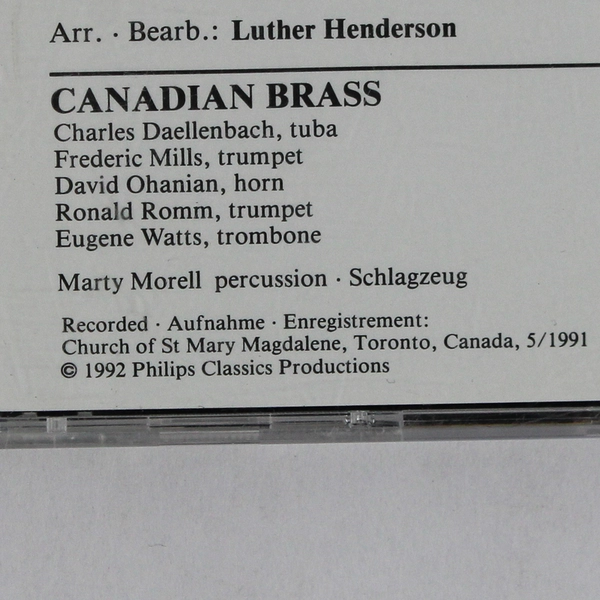 Arr. · Bearb.: Luther Henderson
CANADIAN BRASS
Charles Daellenbach, tuba
Frederic Mills, trumpet
David Ohanian, horn
Ronald Romm, trumpet
Eugene Watts, trombone
Marty Morell percussion · Schlagzeug
Recorded · Aufnahme · Enregistrement:
Church of St Mary Magdalene, Toronto, Canada, 5/1991
© 1992 Philips Classics Productions